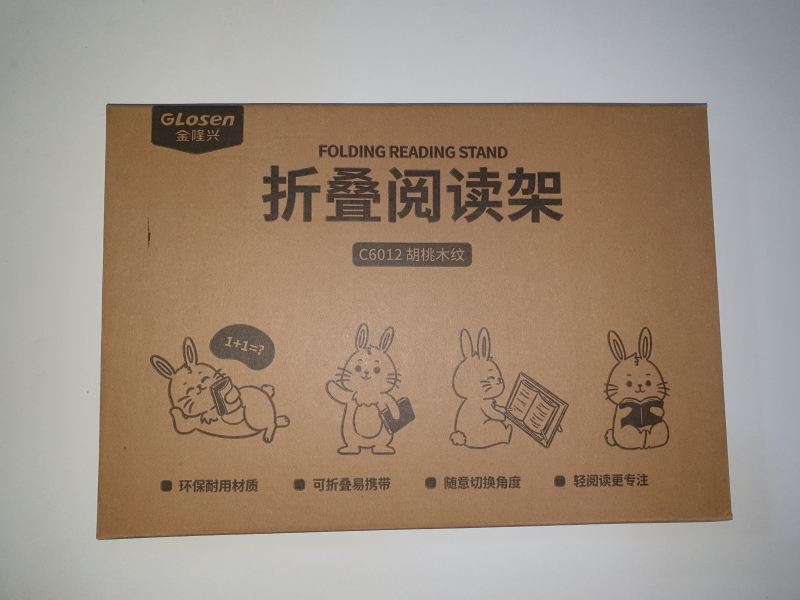 GLosen
金隆兴
FOLDING READING STAND
折叠阅读架
C6012 胡桃木纹
1+1=?
环保耐用材质
可折叠易携带
随意切换角度
轻阅读更专注